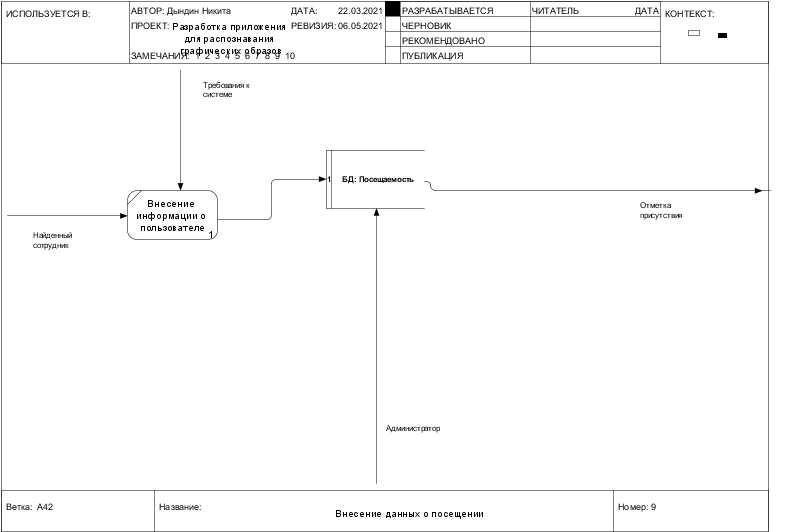 ИСПОЛЬЗУЕТСЯ В:
АВТОР: Дындин Никита
ДАТА: 22.03.2021
ПРОЕКТ: Разработка приложения
для распознавания
графических образов
РЕВИЗИЯ: 06.05.2021
ЗАМЕЧАНИЯ: 1 2 3 4 5 6 7 8 9 10
РАЗРАБАТЫВАЕТСЯ
ЧЕРНОВИК
РЕКОМЕНДОВАНО
ПУБЛИКАЦИЯ
ЧИТАТЕЛЬ ДАТА
КОНТЕКСТ:
Требования к
системе
Внесение
информации о
пользователе
1
Найденный
сотрудник
1 БД: Посещаемость
Отметка
присутствия
Администратор
Ветка: A42
Название:
Внесение данных о посещении
Номер: 9